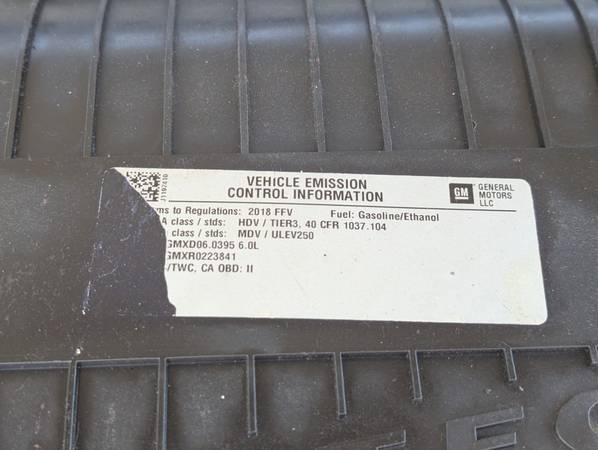 VEHICLE EMISSION
CONTROL INFORMATION
GM GENERAL MOTORS LLC
J1192410
ms to Regulations: 2018 FFV Fuel: Gasoline/Ethanol
A class / stds: HDV / TIER3, 40 CFR 1037.104
class / stds: MDV / ULEV250
GMXD06.0395 6.0L
GMXR0223841
/TWC, CA OBD: II